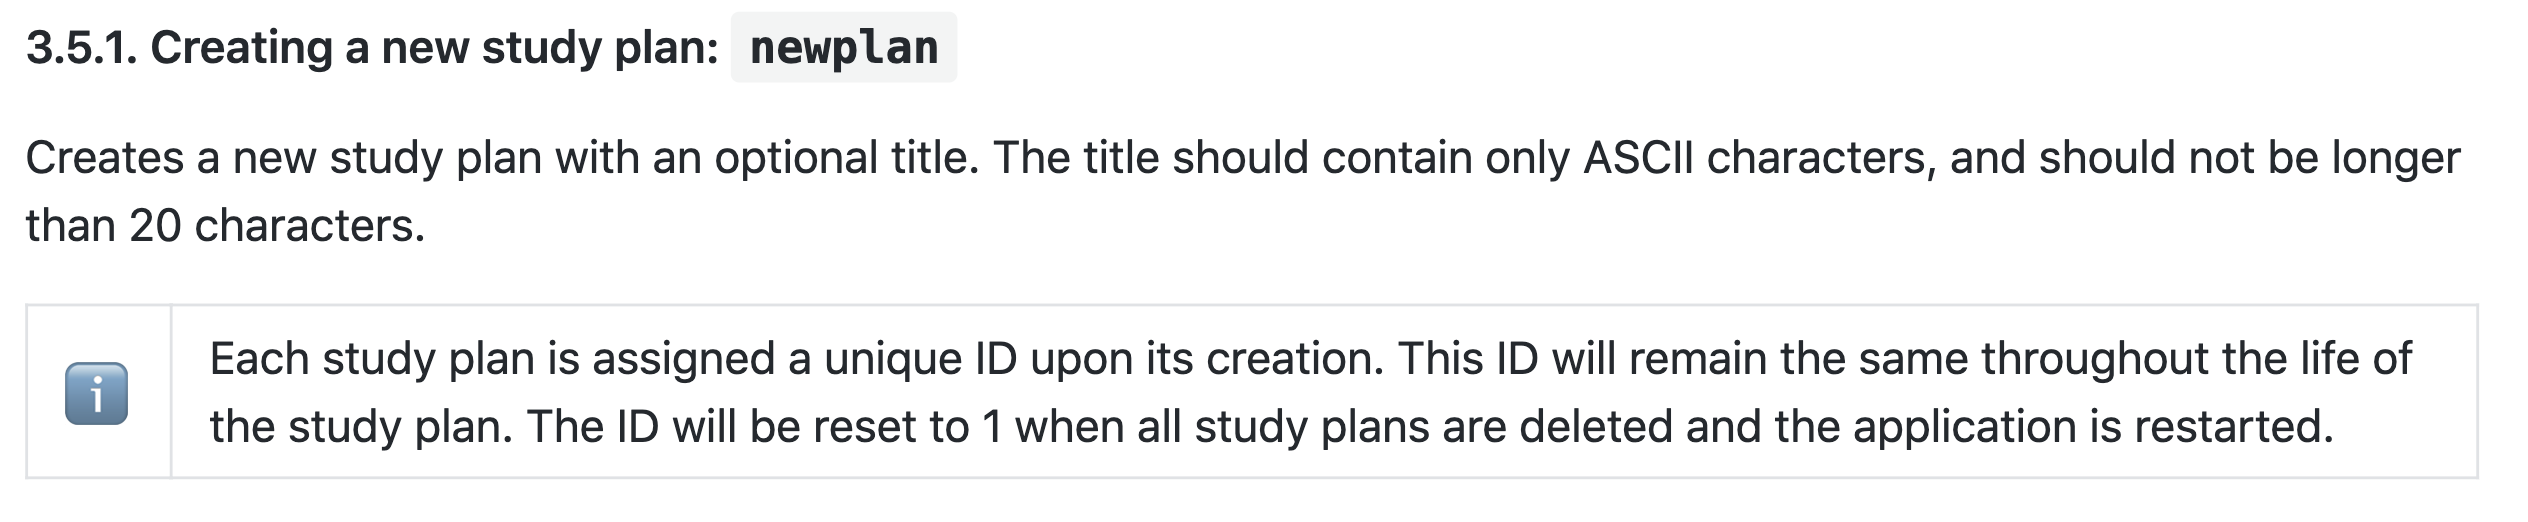 3.5.1. Creating a new study plan: newplan
Creates a new study plan with an optional title. The title should contain only ASCII characters, and should not be longer
than 20 characters.
i
Each study plan is assigned a unique ID upon its creation. This ID will remain the same throughout the life of
the study plan. The ID will be reset to 1 when all study plans are deleted and the application is restarted.